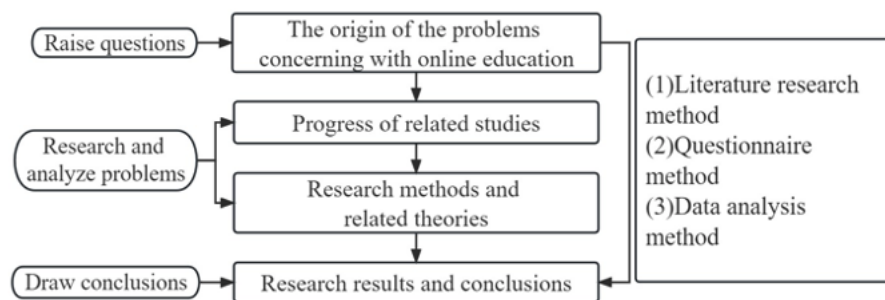 Raise questions
The origin of the problems
concerning with online education
Progress of related studies
Research and
analyze problems
Research methods and
related theories
Draw conclusions
Research results and conclusions
(1)Literature research
method
(2)Questionnaire
method
(3)Data analysis
method